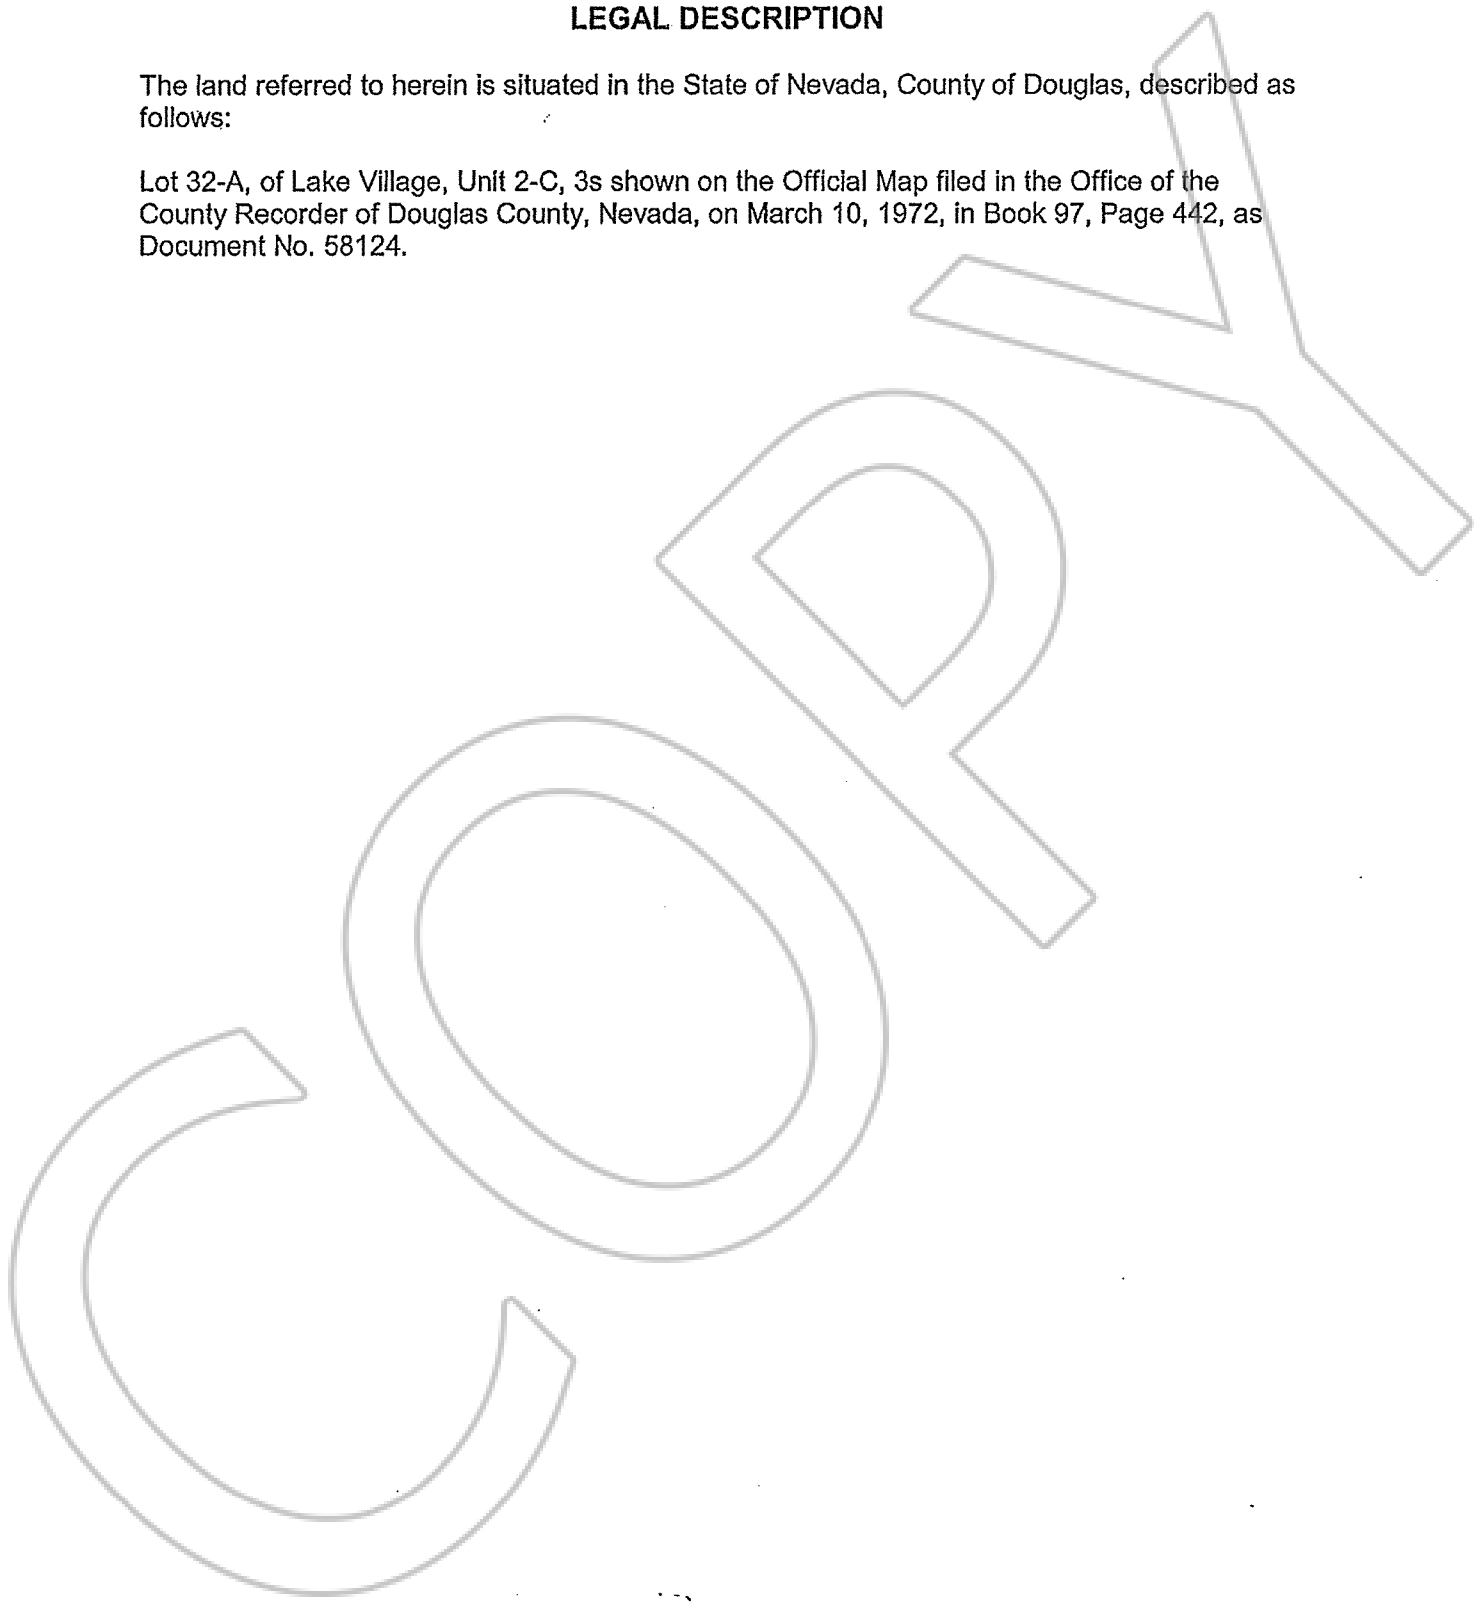 LEGAL DESCRIPTION
The land referred to herein is situated in the State of Nevada, County of Douglas, described as
follows:
Lot 32-A, of Lake Village, Unit 2-C, 3s shown on the Official Map filed in the Office of the
County Recorder of Douglas County, Nevada, on March 10, 1972, in Book 97, Page 442, as
Document No. 58124.
COPY